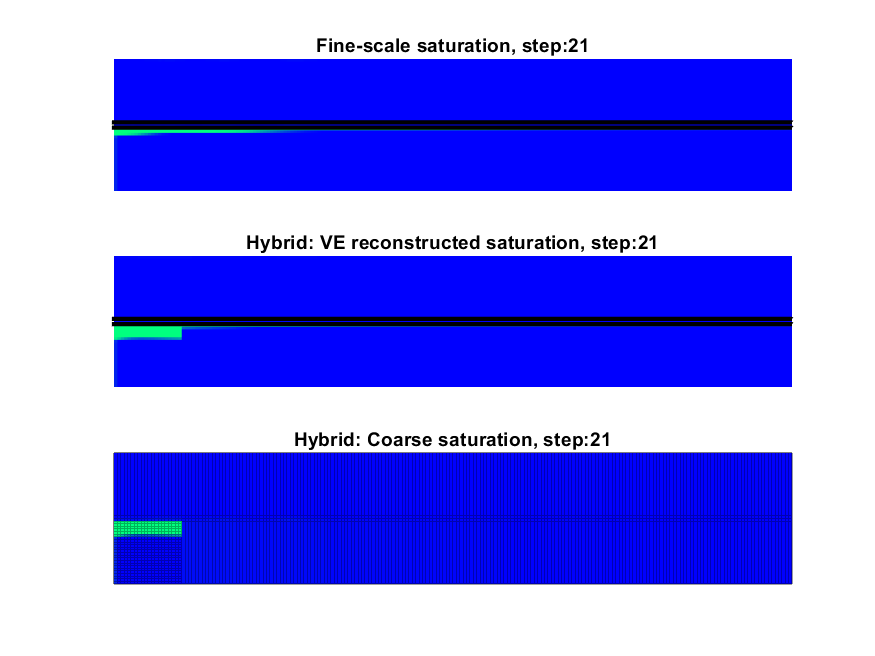 Fine-scale saturation, step:21
Hybrid: VE reconstructed saturation, step:21
Hybrid: Coarse saturation, step:21